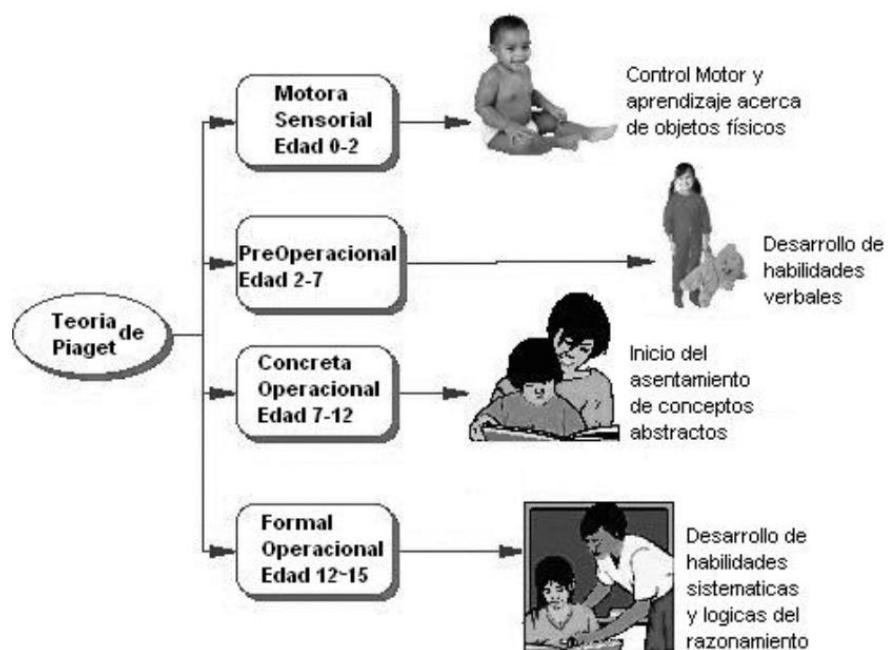 Teoria de
Piaget
Motora
Sensorial
Edad 0-2
Control Motor y
aprendizaje acerca
de objetos físicos
PreOperacional
Edad 2-7
Desarrollo de
habilidades
verbales
Concreta
Operacional
Edad 7-12
Inicio del
asentamiento
de conceptos
abstractos
Formal
Operacional
Edad 12~15
Desarrollo de
habilidades
sistematicas
y logicas del
razonamiento